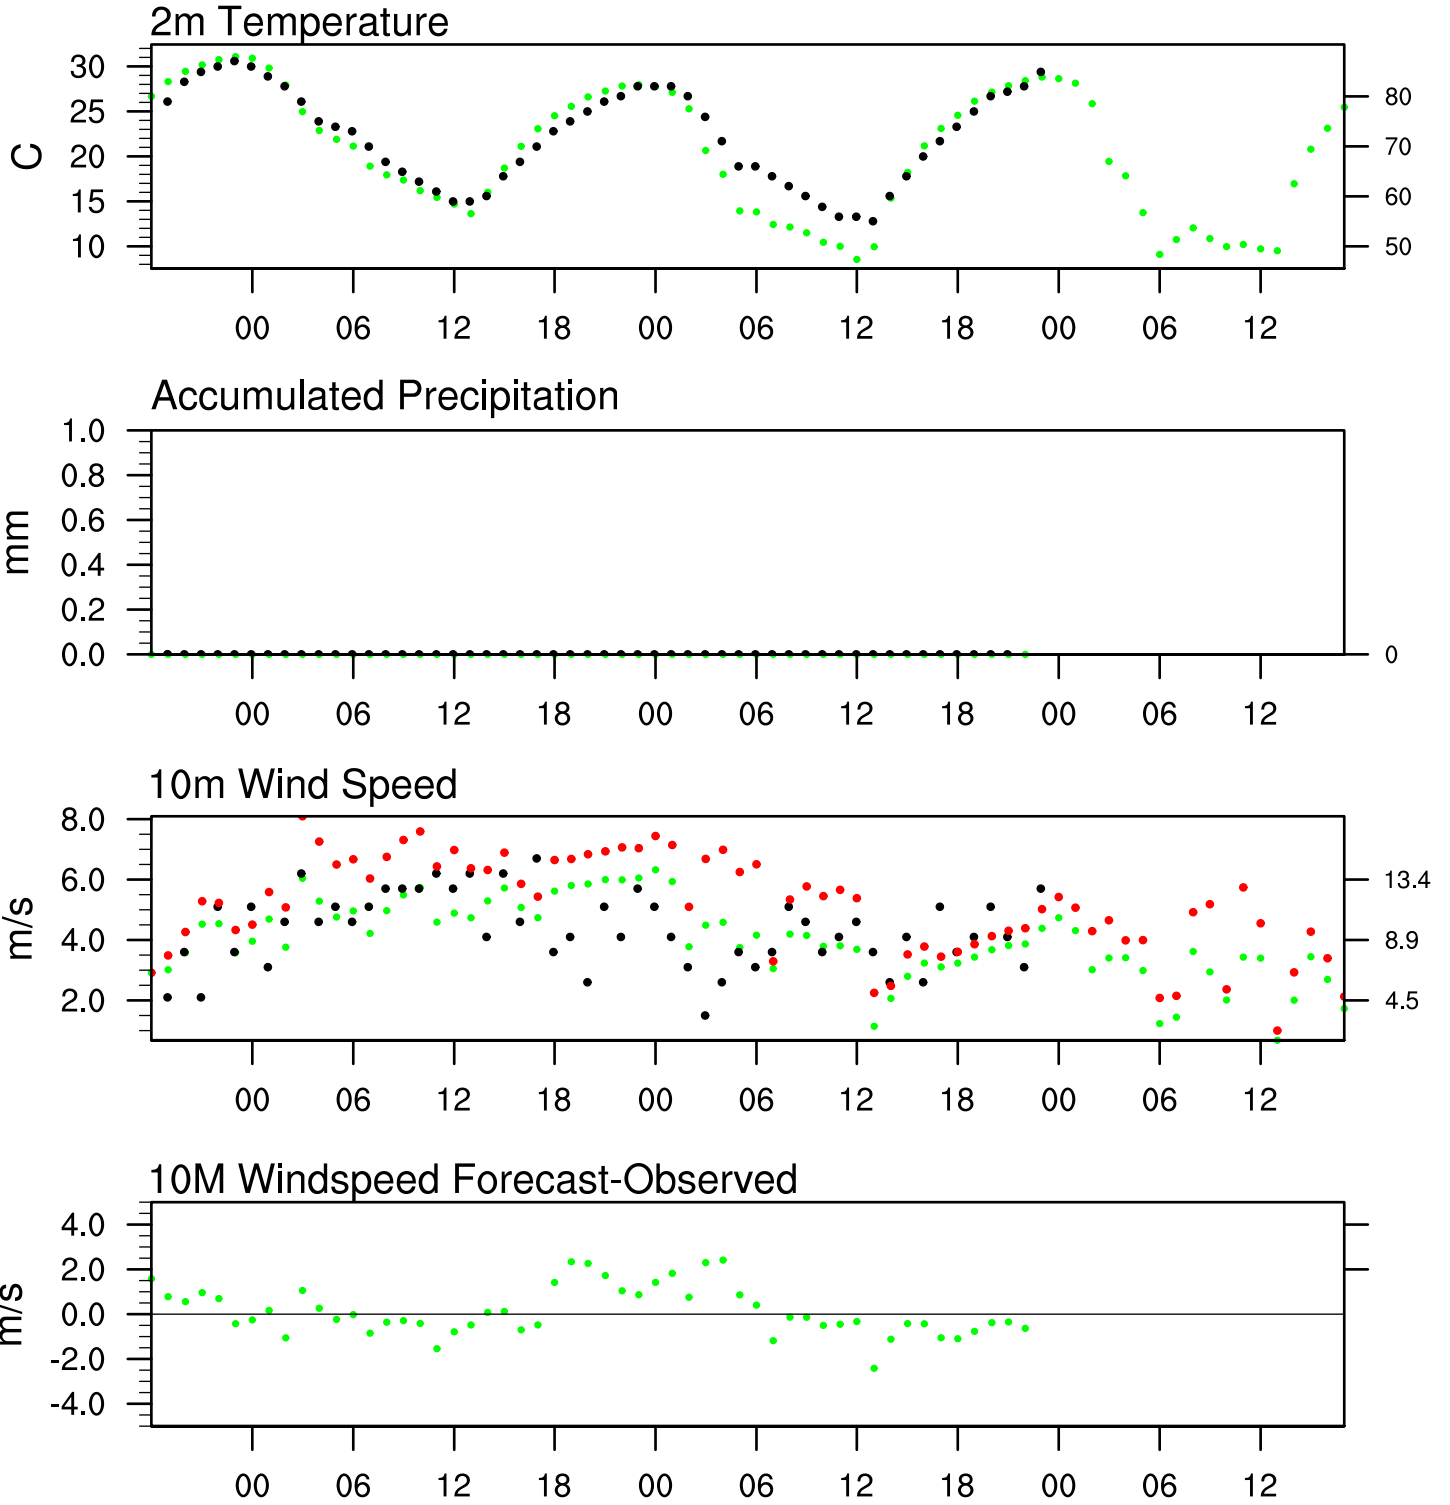 2m Temperature
30
25
20
15
10
C
80
70
60
50
00 06 12 18 00 06 12 18 00 06 12
Accumulated Precipitation
1.0
0.8
0.6
0.4
0.2
0.0
mm
0
00 06 12 18 00 06 12 18 00 06 12
10m Wind Speed
8.0
6.0
4.0
2.0
m/s
13.4
8.9
4.5
00 06 12 18 00 06 12 18 00 06 12
10M Windspeed Forecast-Observed
4.0
2.0
0.0
-2.0
-4.0
m/s
00 06 12 18 00 06 12 18 00 06 12